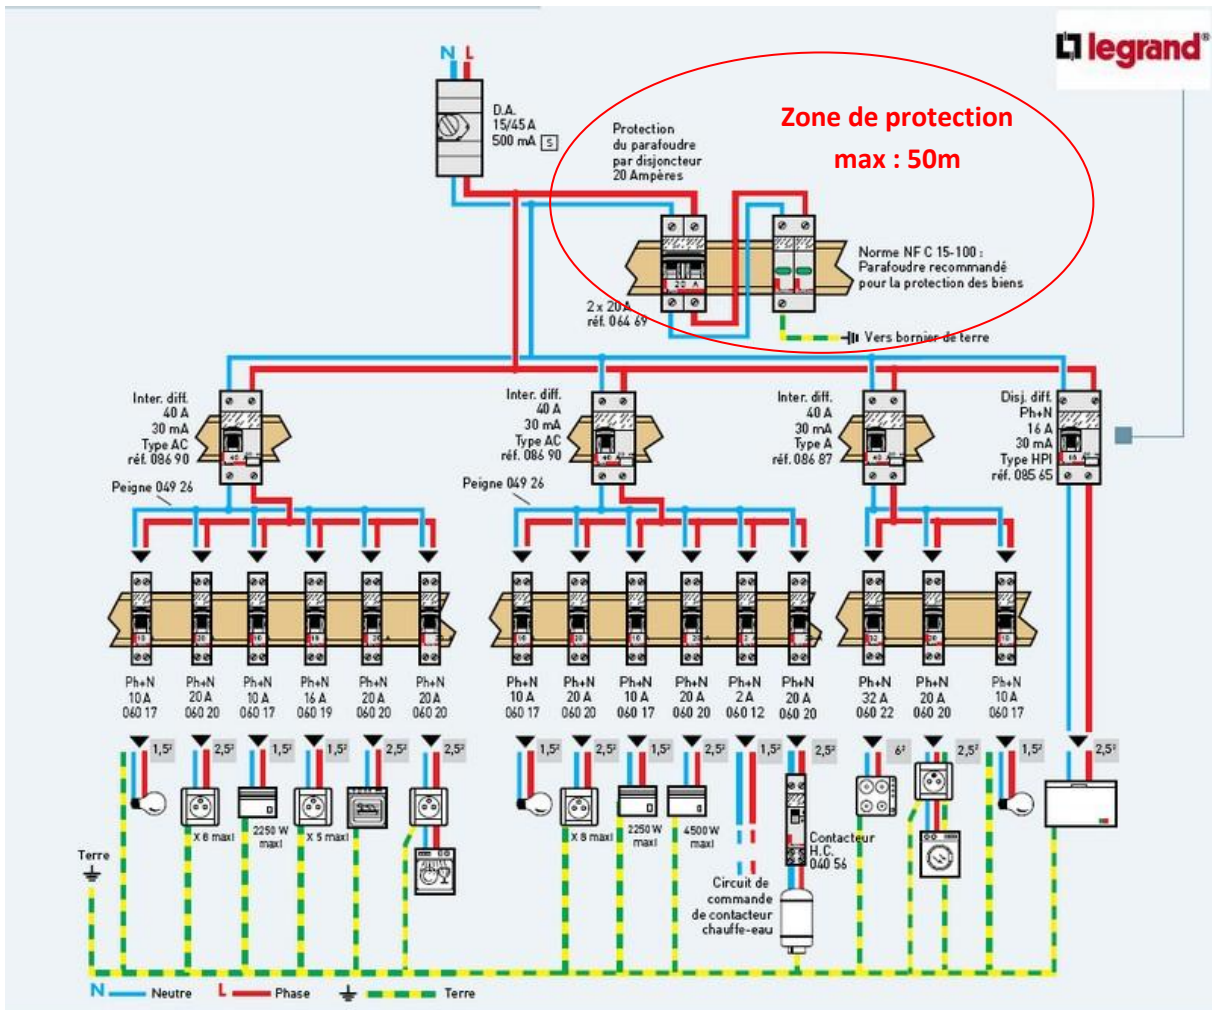 legrand®
N L
D.A.
15/45 A
500 mA S
Protection
du parafoudre
par disjoncteur
20 Ampères
Zone de protection
max : 50m
20 A
2 x 20 A
réf. 064 69
Norme NF C 15-100 :
Parafoudre recommandé
pour la protection des biens
Vers bornier de terre
Inter. diff.
40 A
30 mA
Type AC
réf. 086 90
Inter. diff.
40 A
30 mA
Type AC
réf. 086 90
Inter. diff.
40 A
30 mA
Type A
réf. 086 87
Disj. diff.
Ph+N
16 A
30 mA
Type HPI
réf. 085 65
Peigne 049 26
Peigne 049 26
Ph+N
10 A
060 17
Ph+N
20 A
060 20
Ph+N
10 A
060 17
Ph+N
16 A
060 19
Ph+N
20 A
060 20
Ph+N
20 A
060 20
Ph+N
10 A
060 17
Ph+N
20 A
060 20
Ph+N
10 A
060 17
Ph+N
20 A
060 20
Ph+N
2 A
060 12
Ph+N
20 A
060 20
Ph+N
32 A
060 22
Ph+N
20 A
060 20
Ph+N
10 A
060 17
1,5² 2,5² 1,5² 1,5² 2,5² 2,5² 1,5² 2,5² 1,5² 2,5² 1,5² 2,5² 6² 2,5² 1,5² 2,5²
X 8 maxi
2250 W
maxi
X 5 maxi
X 8 maxi
2250 W
maxi
4500 W
maxi
Contacteur
H.C.
040 56
Circuit de
commande
de contacteur
chauffe-eau
Terre
N Neutre L Phase Terre